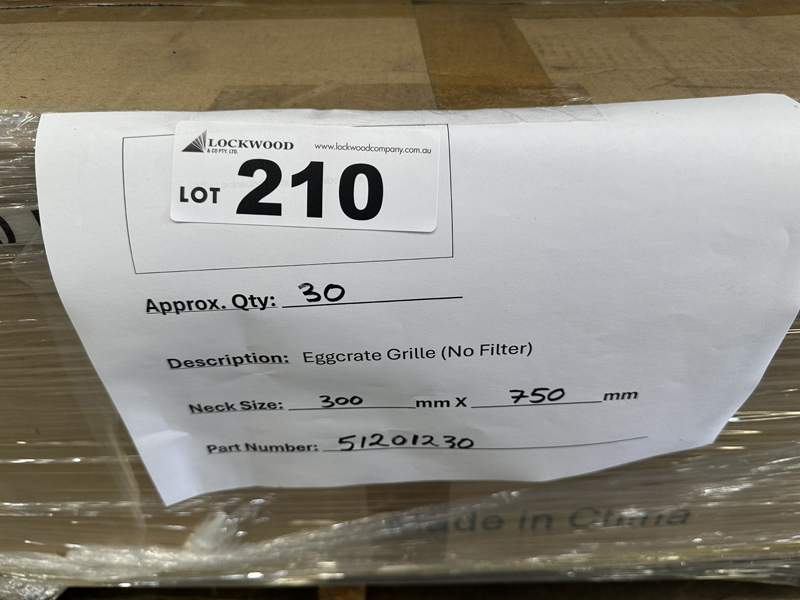 LOCKWOOD
& CO PTY. LTD.
www.lockwoodcompany.com.au
LOT 210
Approx. Qty: 30
Description: Eggcrate Grille (No Filter)
Neck Size: 300 mm X 750 mm
Part Number: 51201230
Made in China